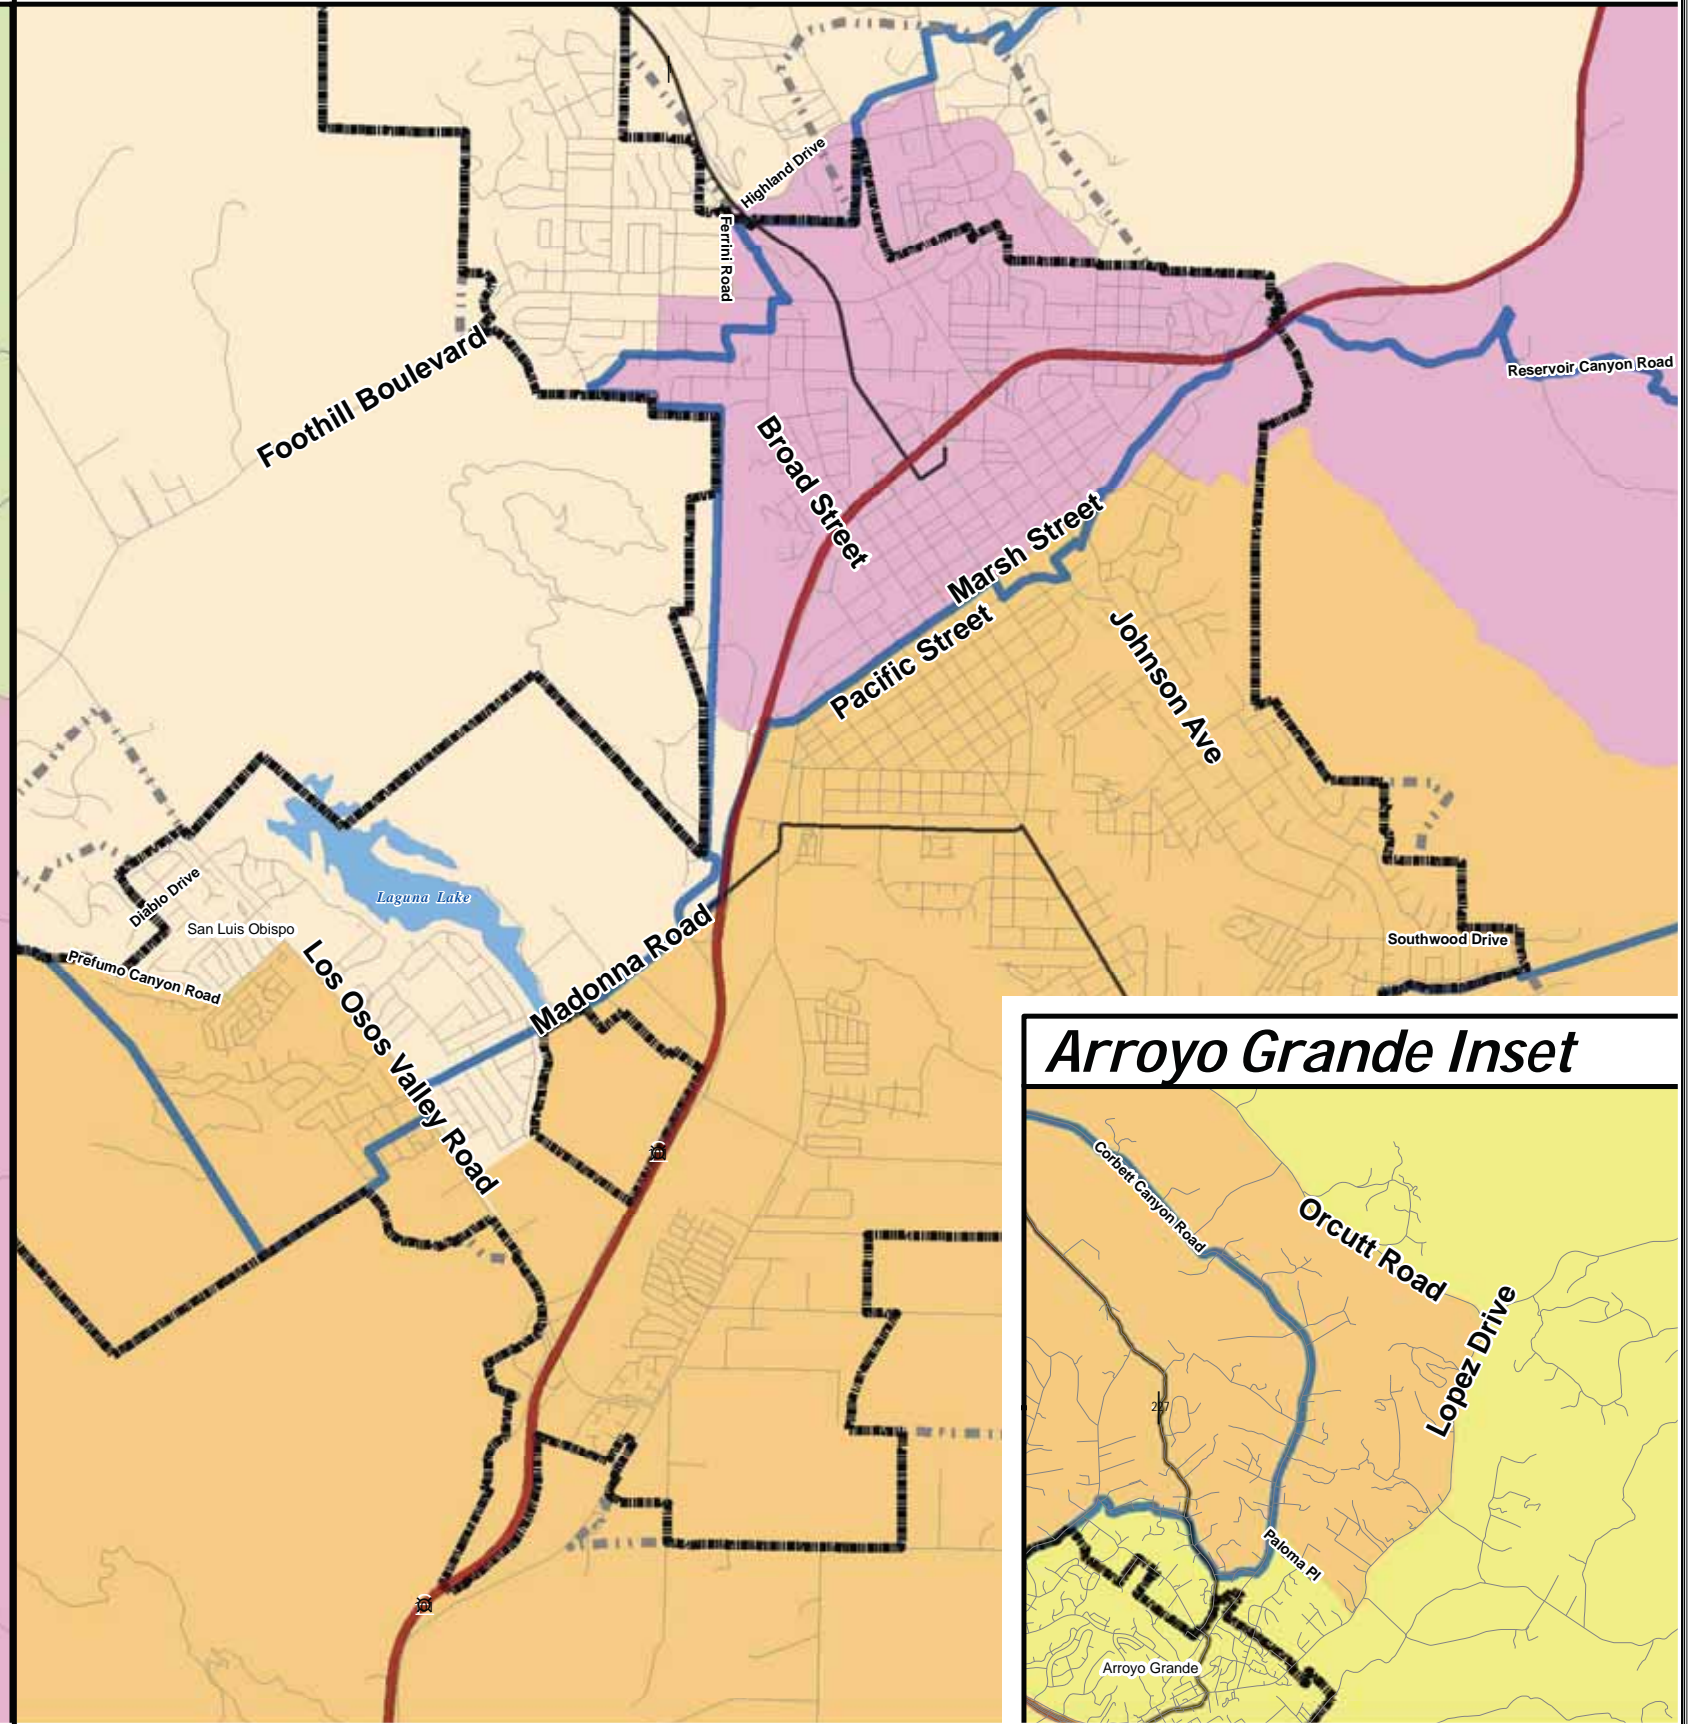 Highland Drive
Ferrini Road
Foothill Boulevard
Reservoir Canyon Road
Broad Street
Marsh Street
Pacific Street
Johnson Ave
Laguna Lake
Diablo Drive
San Luis Obispo
Prefumo Canyon Road
Los Osos Valley Road
Madonna Road
Southwood Drive
Arroyo Grande Inset
Corbett Canyon Road
Orcutt Road
Lopez Drive
227
Paloma Pl
Arroyo Grande